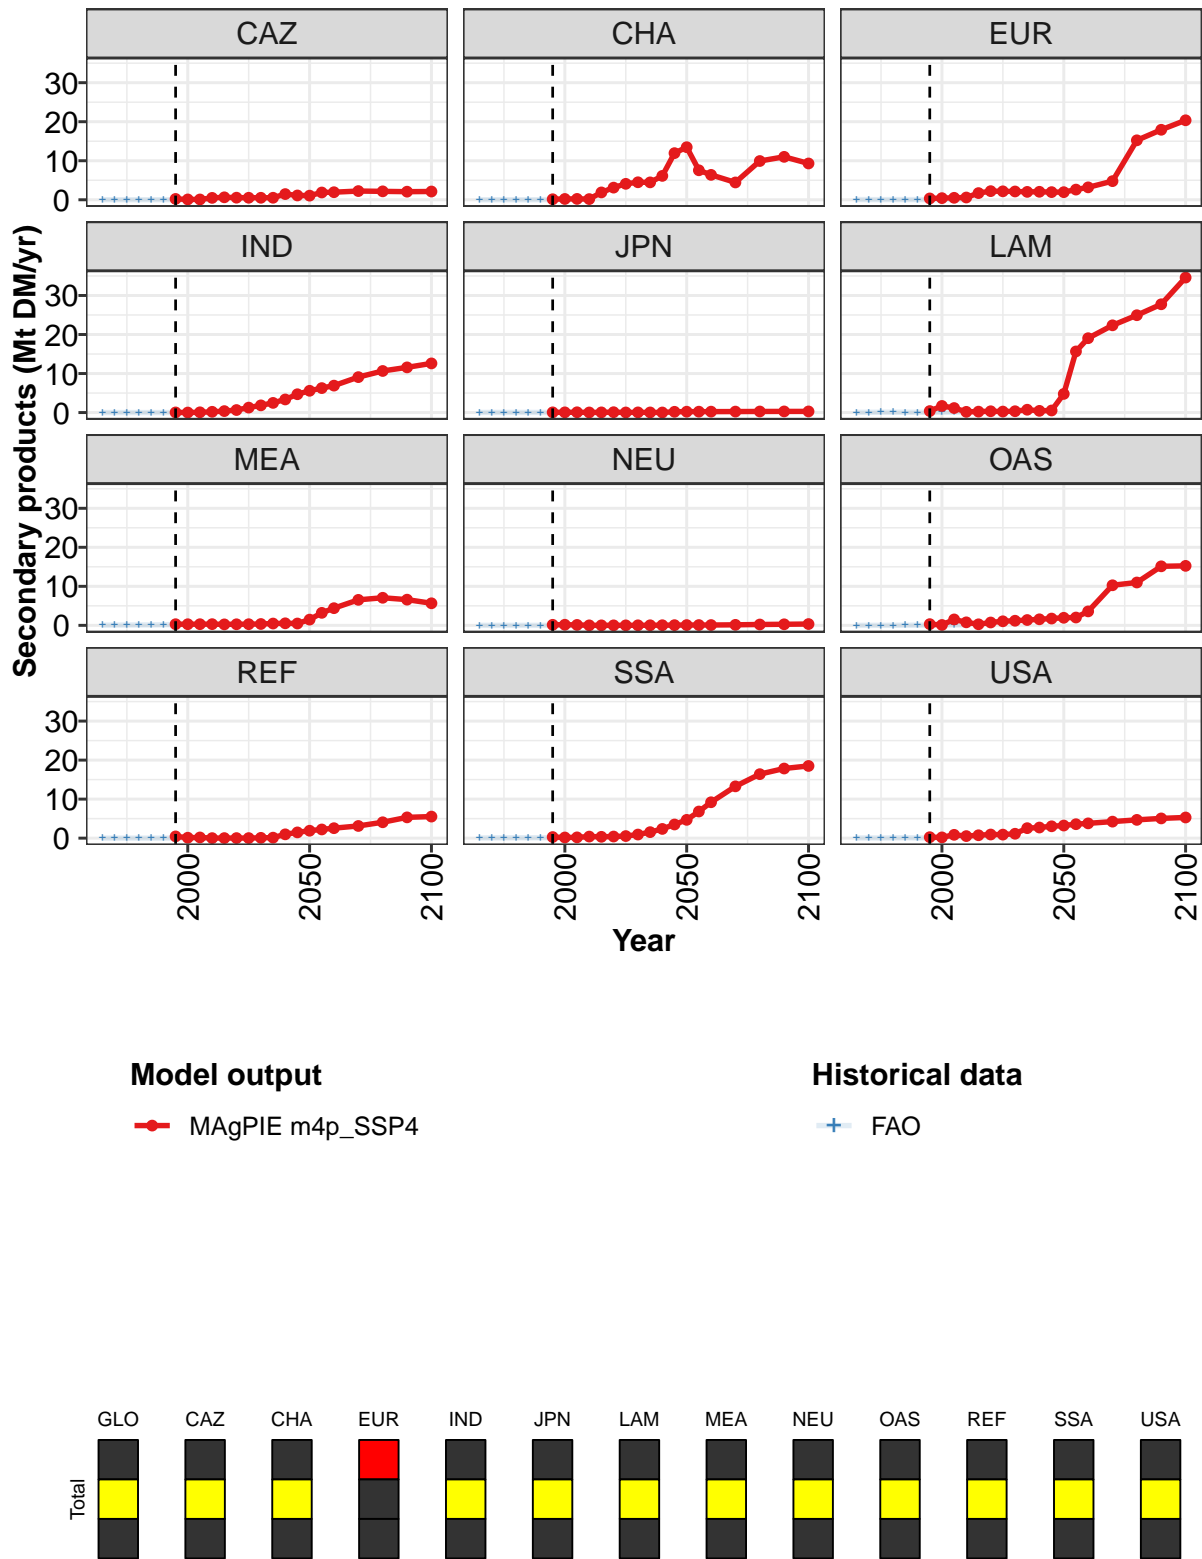 CAZ CHA EUR
30
20
10
0
IND JPN LAM
30
20
10
0
MEA NEU OAS
30
20
10
0
REF SSA USA
30
20
10
0
Secondary products (Mt DM/yr)
2000 2050 2100 2000 2050 2100 2000 2050 2100
Year
Model output Historical data
MAgPIE m4p_SSP4 FAO
GLO CAZ CHA EUR IND JPN LAM MEA NEU OAS REF SSA USA
Total